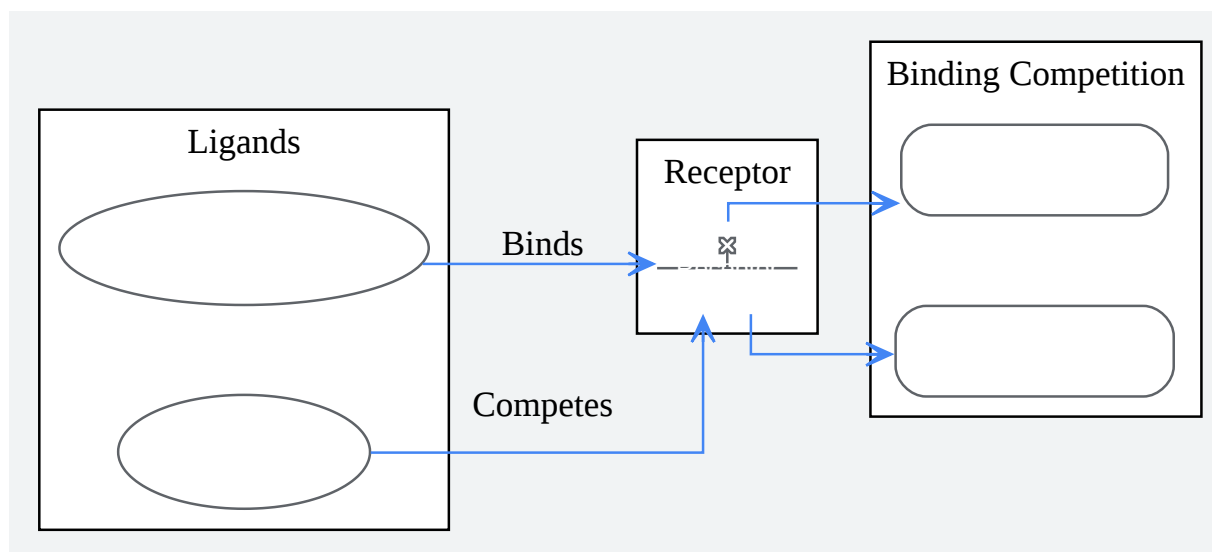 Ligands
Binds
Competes
Receptor
Binding Competition